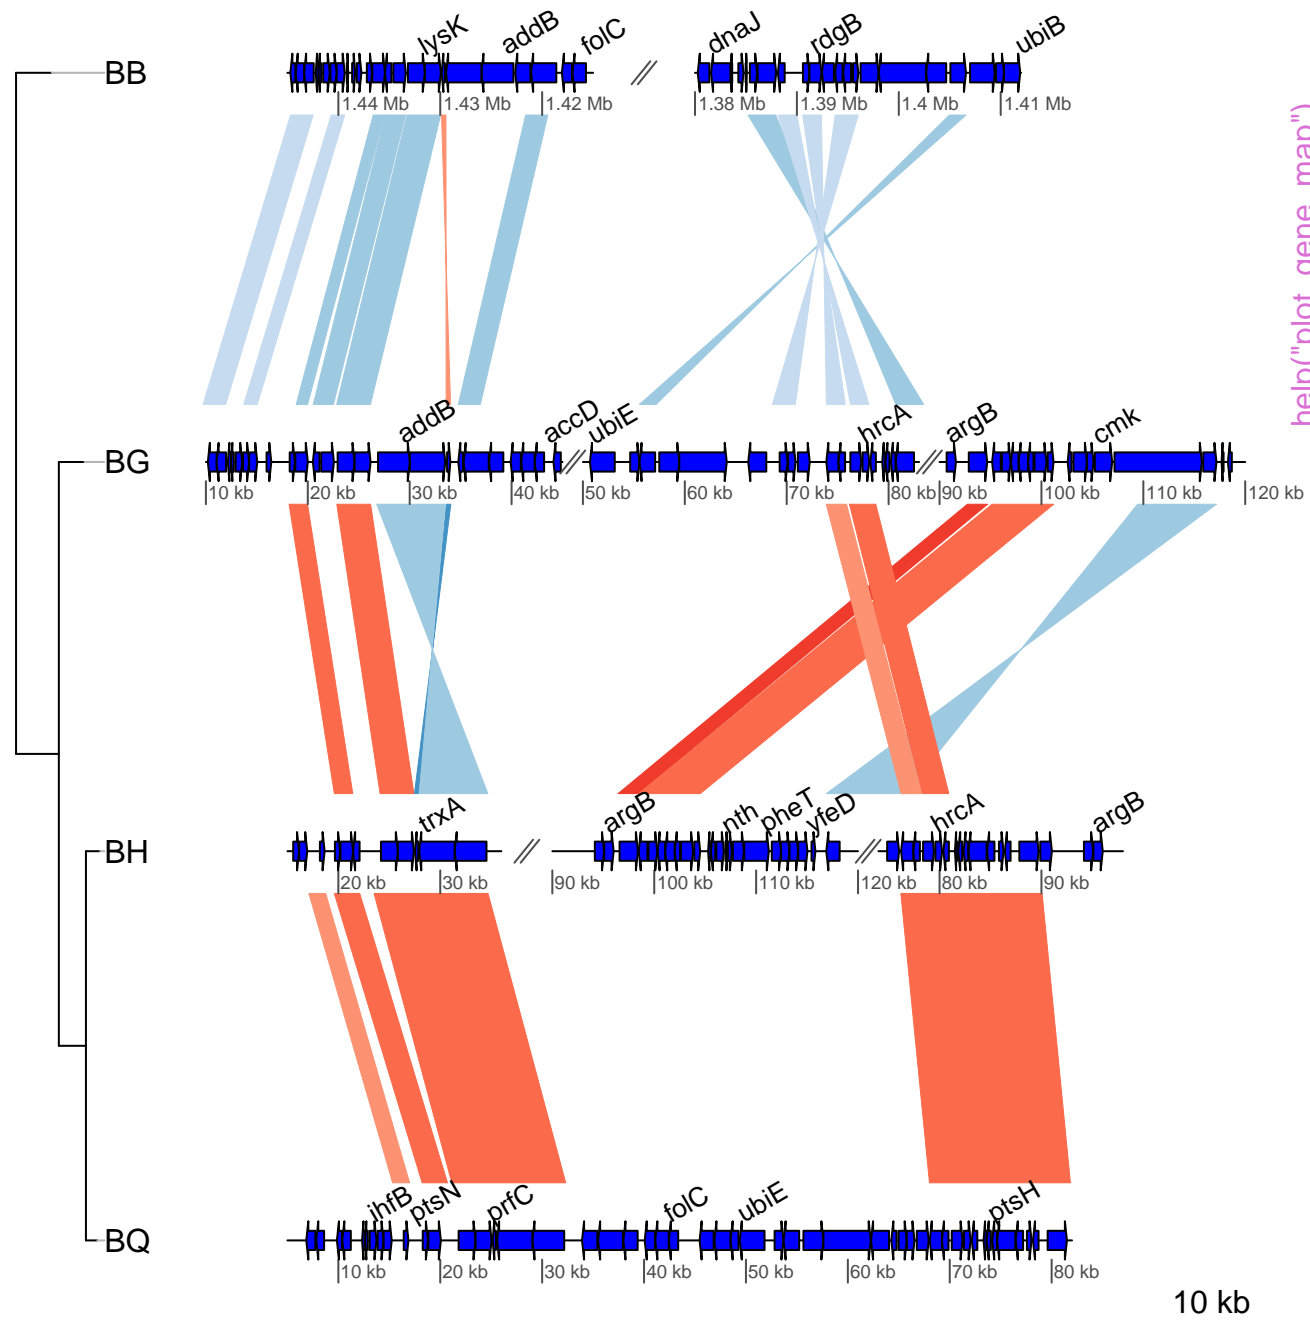 lysK addB folC dnaJ rdgB ubiB
BB
1.44 Mb 1.43 Mb 1.42 Mb 1.38 Mb 1.39 Mb 1.4 Mb 1.41 Mb
help("plot_gene_map")
addB accD ubiE hrcA argB cmk
BG
10 kb 20 kb 30 kb 40 kb 50 kb 60 kb 70 kb 80 kb 90 kb 100 kb 110 kb 120 kb
trxA argB nth pheT yfeD hrcA argB
BH
20 kb 30 kb 90 kb 100 kb 110 kb 120 kb 80 kb 90 kb
ihfB ptsN prfC folC ubiE ptsH
BQ
10 kb 20 kb 30 kb 40 kb 50 kb 60 kb 70 kb 80 kb
10 kb